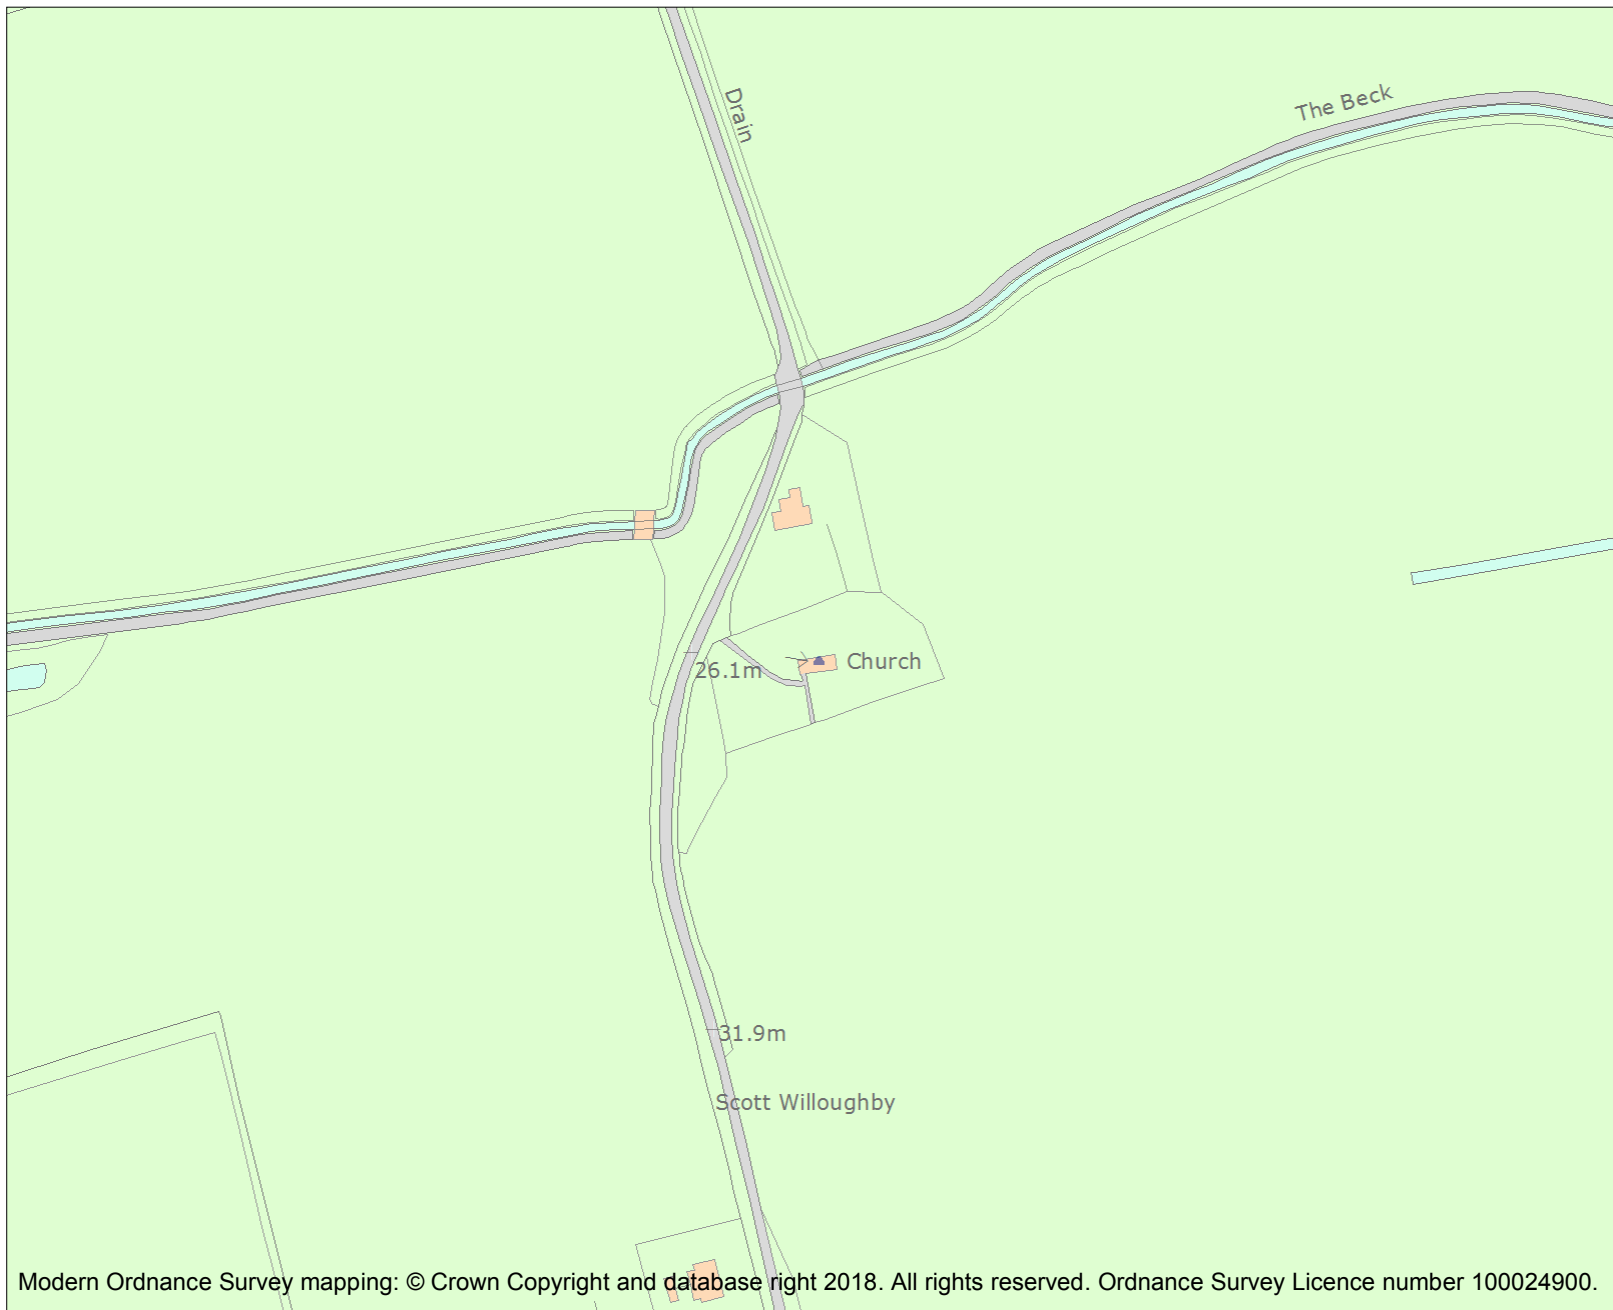 Drain
The Beck
Church
26.1m
31.9m
Scott Willoughby
Modern Ordnance Survey mapping: © Crown Copyright and database right 2018. All rights reserved. Ordnance Survey Licence number 100024900.